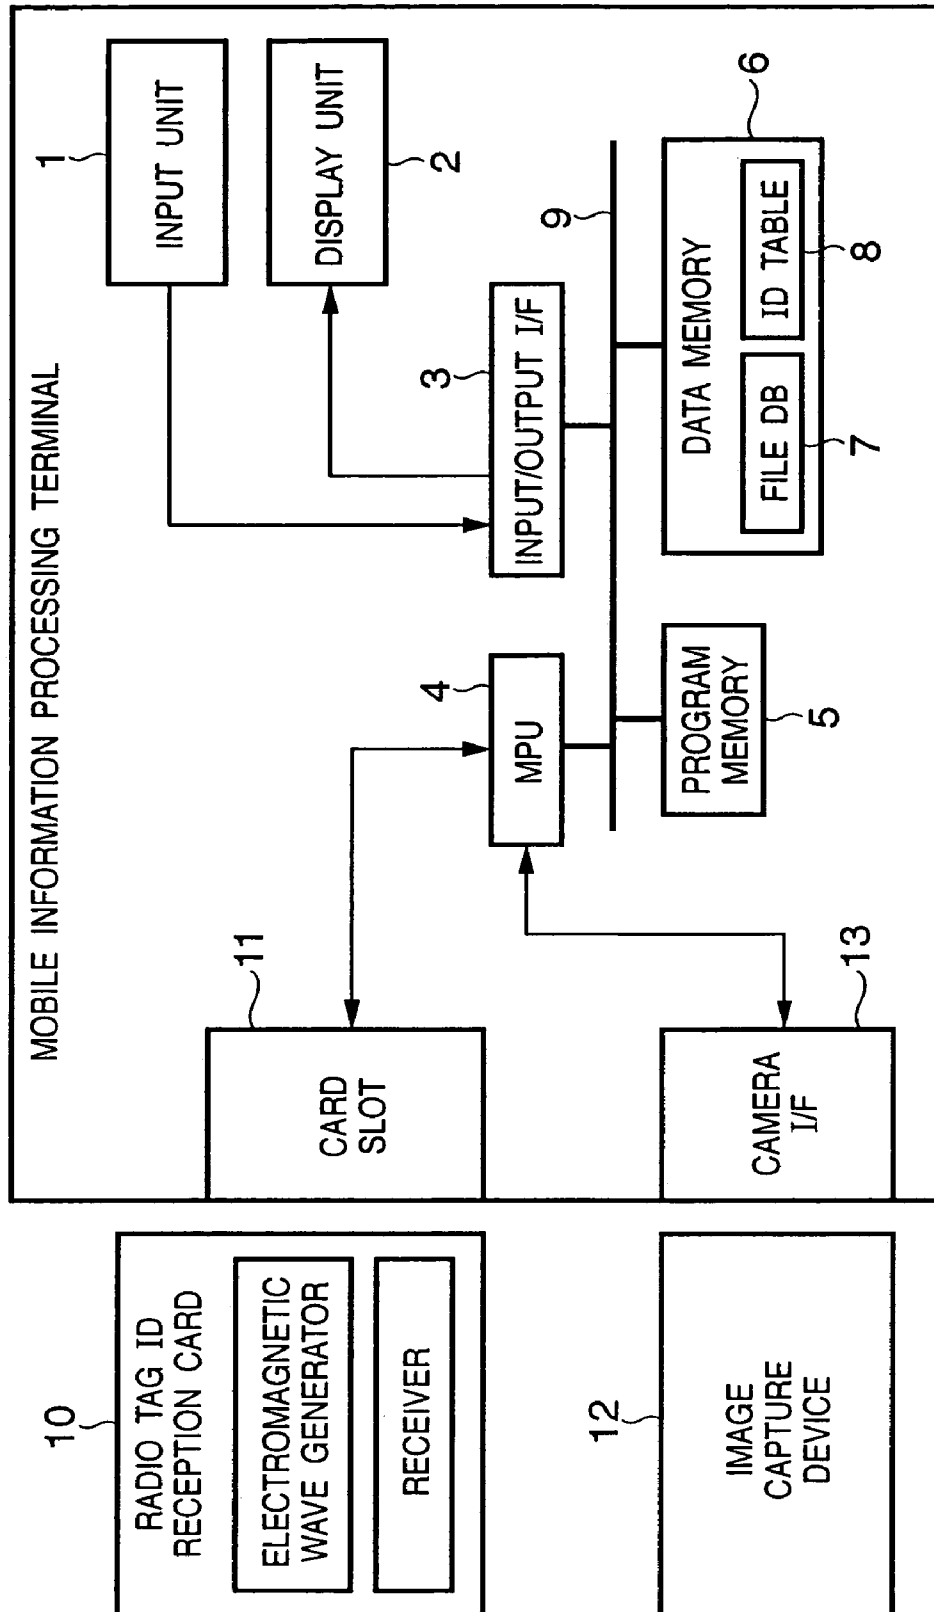 MOBILE INFORMATION PROCESSING TERMINAL
10
RADIO TAG ID
RECEPTION CARD
ELECTROMAGNETIC
WAVE GENERATOR
RECEIVER
11
CARD
SLOT
1
INPUT UNIT
DISPLAY UNIT
2
3
INPUT/OUTPUT I/F
4
MPU
9
12
IMAGE
CAPTURE
DEVICE
CAMERA
I/F
13
PROGRAM
MEMORY
5
6
DATA MEMORY
FILE DB
7
ID TABLE
8